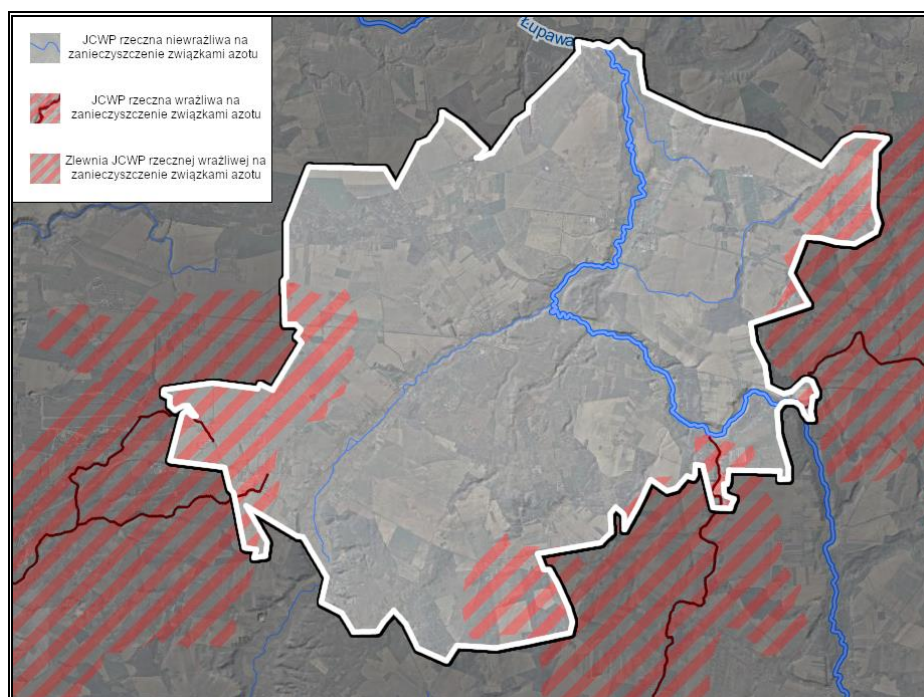 Łupawa
JCWP rzeczna niewrażliwa na
zanieczyszczenie związkami azotu
JCWP rzeczna wrażliwa na
zanieczyszczenie związkami azotu
Zlewnia JCWP rzecznej wrażliwej na
zanieczyszczenie związkami azotu